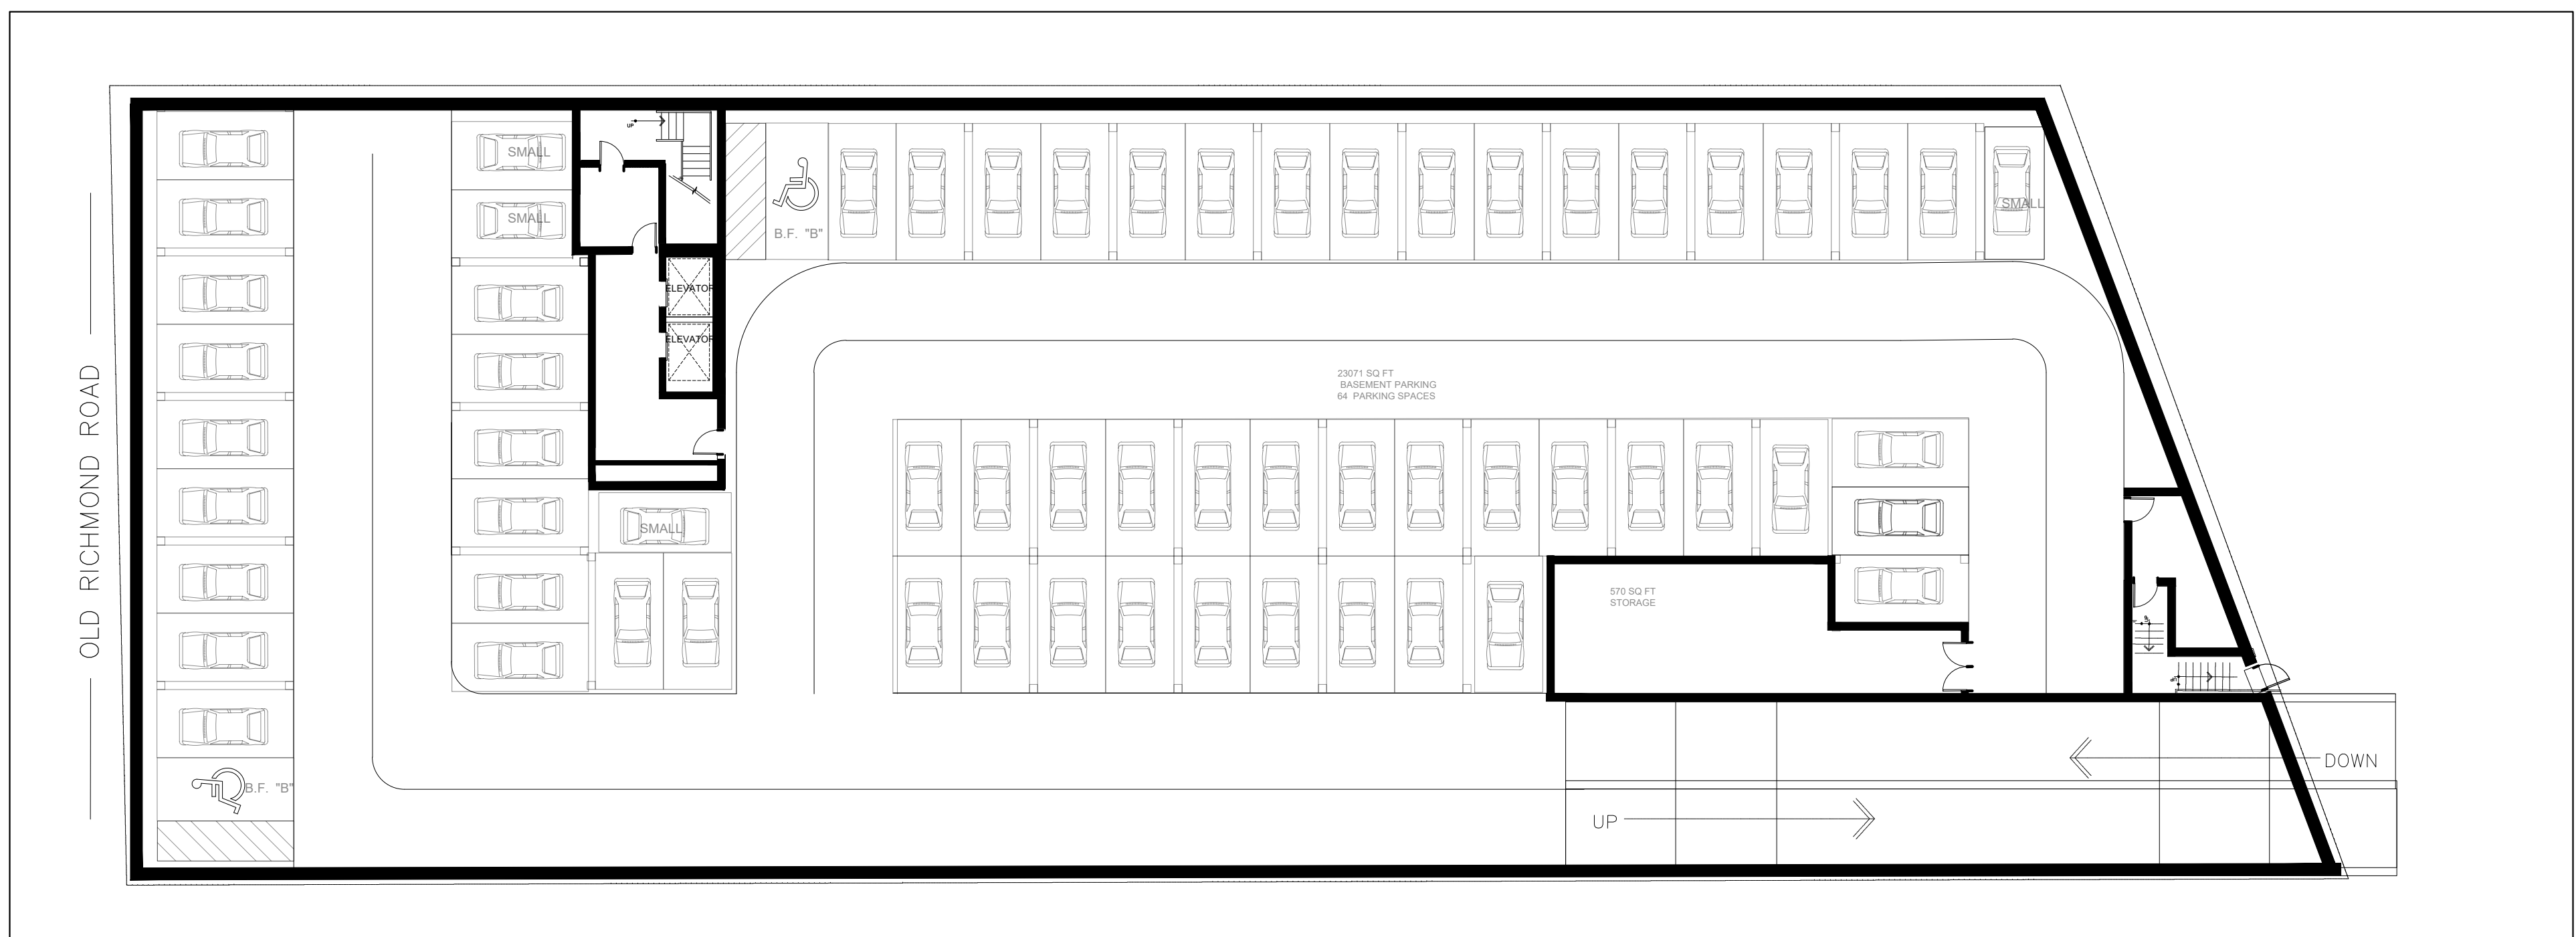 SMALL
UP
SMALL
B.F. "B"
SMALL
ELEVATOR
ELEVATOR
OLD RICHMOND ROAD
23071 SQ FT
BASEMENT PARKING
64 PARKING SPACES
SMALL
570 SQ FT
STORAGE
B.F. "B"
DOWN
UP